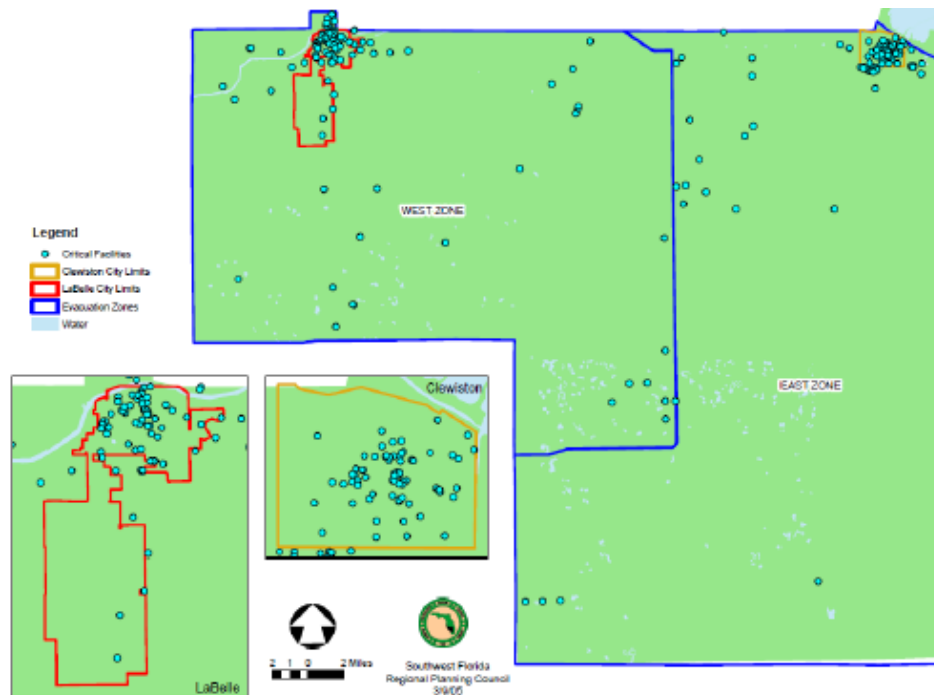 WEST ZONE
EAST ZONE
Legend
Critical Facilities
Clewiston City Limits
LaBelle City Limits
Evacuation Zones
Water
Clewiston
LaBelle
2 1 0 2 Miles
Southwest Florida
Regional Planning Council
3/9/05